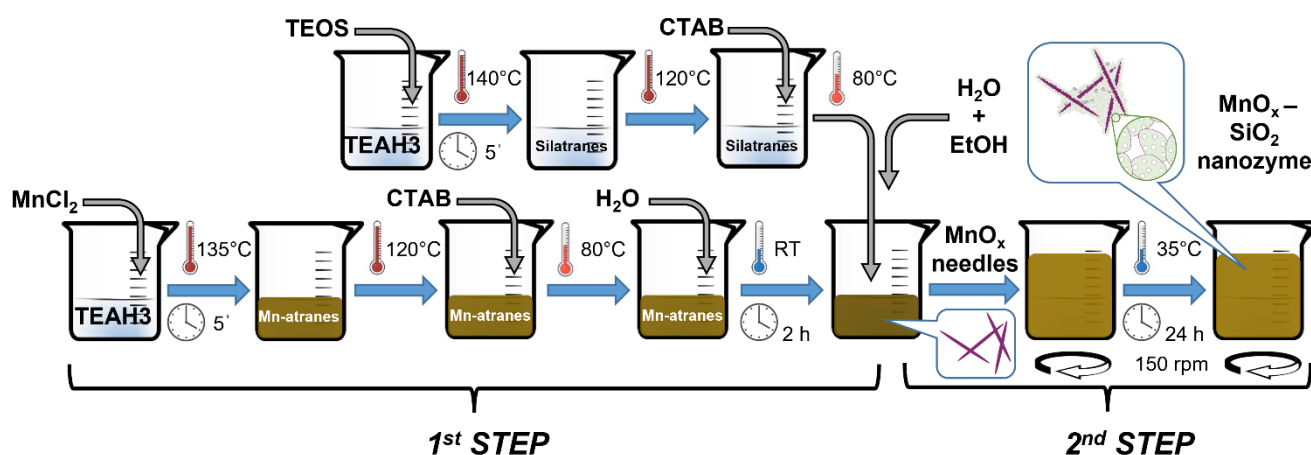 TEOS
CTAB
140°C
120°C
80°C
H₂O
+
EtOH
MnOₓ–
SiO₂
nanozyme
TEAH3
5'
Silatranes
Silatranes
MnCl₂
CTAB
H₂O
135°C
120°C
80°C
RT
MnOₓ
needles
35°C
TEAH3
5'
Mn-atranes
Mn-atranes
Mn-atranes
2 h
24 h
150 rpm
1st STEP
2nd STEP